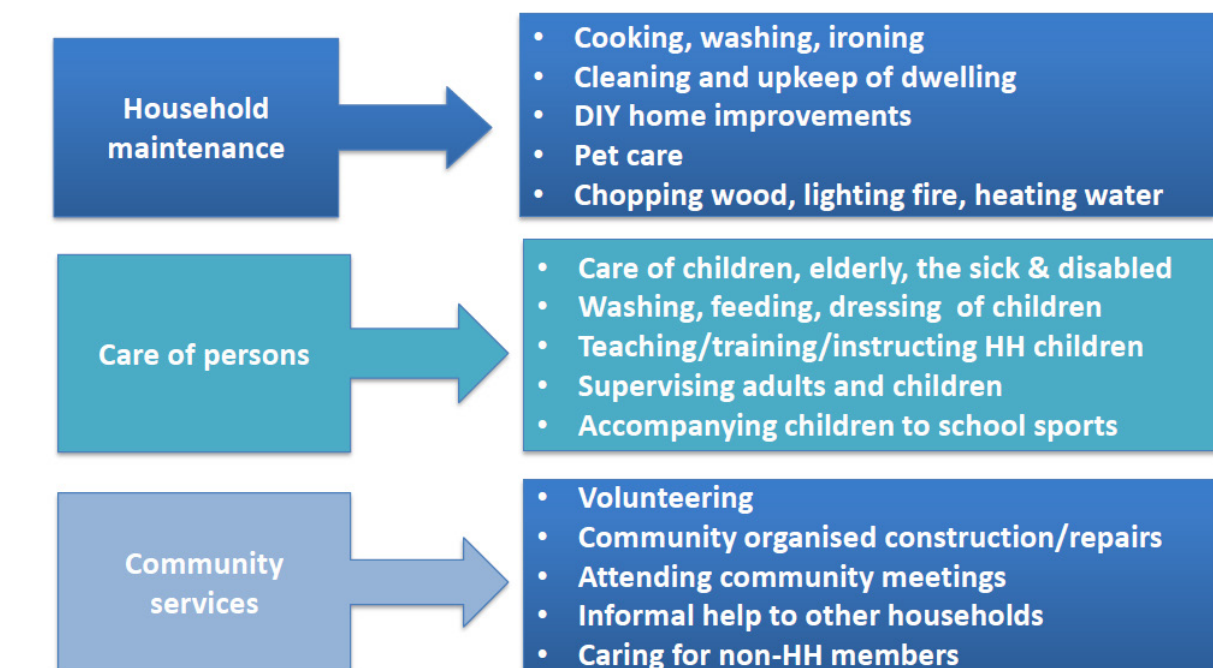 Household
maintenance
• Cooking, washing, ironing
• Cleaning and upkeep of dwelling
• DIY home improvements
• Pet care
• Chopping wood, lighting fire, heating water
Care of persons
• Care of children, elderly, the sick & disabled
• Washing, feeding, dressing  of children
• Teaching/training/instructing HH children
• Supervising adults and children
• Accompanying children to school sports
Community
services
• Volunteering
• Community organised construction/repairs
• Attending community meetings
• Informal help to other households
• Caring for non-HH members